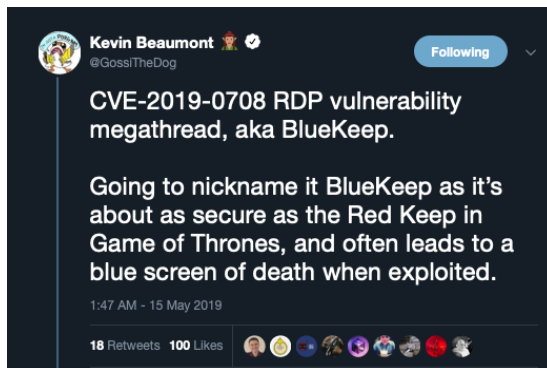 Kevin Beaumont
@GossiTheDog
Following
CVE-2019-0708 RDP vulnerability
megathread, aka BlueKeep.
Going to nickname it BlueKeep as it’s
about as secure as the Red Keep in
Game of Thrones, and often leads to a
blue screen of death when exploited.
1:47 AM - 15 May 2019
18 Retweets 100 Likes